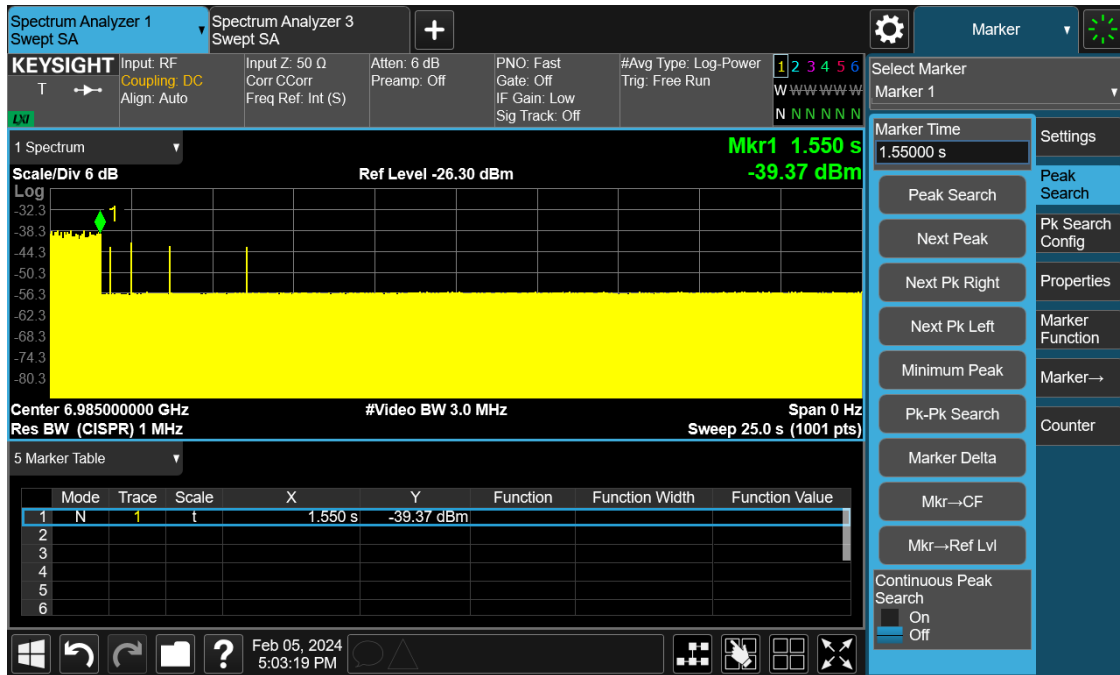 Spectrum Analyzer 1
Swept SA
Spectrum Analyzer 3
Swept SA
Marker
KEYSIGHT
T
LXI
Input: RF
Coupling: DC
Align: Auto
Input Z: 50 Ω
Corr CCorr
Freq Ref: Int (S)
Atten: 6 dB
Preamp: Off
PNO: Fast
Gate: Off
IF Gain: Low
Sig Track: Off
#Avg Type: Log-Power
Trig: Free Run
1 2 3 4 5 6
W W W W W W
N N N N N N
Select Marker
Marker 1
1 Spectrum
Mkr1 1.550 s
Scale/Div 6 dB
Ref Level -26.30 dBm
-39.37 dBm
Log
1
-32.3
-38.3
-44.3
-50.3
-56.3
-62.3
-68.3
-74.3
-80.3
Center 6.985000000 GHz
#Video BW 3.0 MHz
Span 0 Hz
Res BW (CISPR) 1 MHz
Sweep 25.0 s (1001 pts)
5 Marker Table
Mode Trace Scale X Y Function Function Width Function Value
1 N 1 t 1.550 s -39.37 dBm
2
3
4
5
6
Marker Time
1.55000 s
Peak Search
Next Peak
Next Pk Right
Next Pk Left
Minimum Peak
Pk-Pk Search
Marker Delta
Mkr→CF
Mkr→Ref Lvl
Continuous Peak
Search
On
Off
Settings
Peak
Search
Pk Search
Config
Properties
Marker
Function
Marker→
Counter
?
Feb 05, 2024
5:03:19 PM